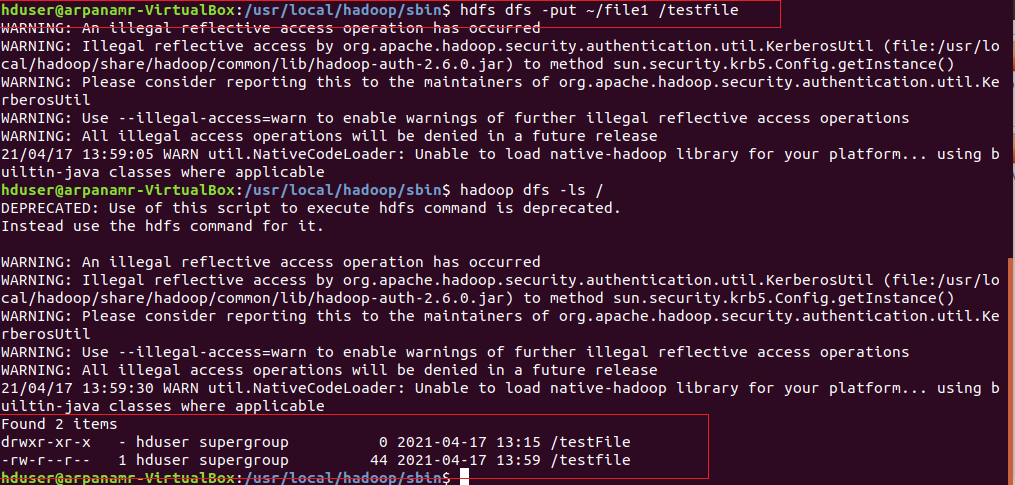 hduser@arpanamr-VirtualBox:/usr/local/hadoop/sbin$ hdfs dfs -put ~/file1 /testfile
WARNING: An illegal reflective access operation has occurred
WARNING: Illegal reflective access by org.apache.hadoop.security.authentication.util.KerberosUtil (file:/usr/lo
cal/hadoop/share/hadoop/common/lib/hadoop-auth-2.6.0.jar) to method sun.security.krb5.Config.getInstance()
WARNING: Please consider reporting this to the maintainers of org.apache.hadoop.security.authentication.util.Ke
rberosUtil
WARNING: Use --illegal-access=warn to enable warnings of further illegal reflective access operations
WARNING: All illegal access operations will be denied in a future release
21/04/17 13:59:05 WARN util.NativeCodeLoader: Unable to load native-hadoop library for your platform... using b
uiltin-java classes where applicable
hduser@arpanamr-VirtualBox:/usr/local/hadoop/sbin$ hadoop dfs -ls /
DEPRECATED: Use of this script to execute hdfs command is deprecated.
Instead use the hdfs command for it.
WARNING: An illegal reflective access operation has occurred
WARNING: Illegal reflective access by org.apache.hadoop.security.authentication.util.KerberosUtil (file:/usr/lo
cal/hadoop/share/hadoop/common/lib/hadoop-auth-2.6.0.jar) to method sun.security.krb5.Config.getInstance()
WARNING: Please consider reporting this to the maintainers of org.apache.hadoop.security.authentication.util.Ke
rberosUtil
WARNING: Use --illegal-access=warn to enable warnings of further illegal reflective access operations
WARNING: All illegal access operations will be denied in a future release
21/04/17 13:59:30 WARN util.NativeCodeLoader: Unable to load native-hadoop library for your platform... using b
uiltin-java classes where applicable
Found 2 items
drwxr-xr-x   - hduser supergroup          0 2021-04-17 13:15 /testFile
-rw-r--r--   1 hduser supergroup         44 2021-04-17 13:59 /testfile
hduser@arpanamr-VirtualBox:/usr/local/hadoop/sbin$